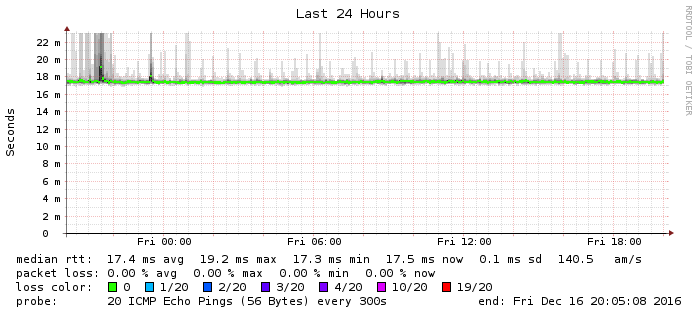 Last 24 Hours
RRDTOOL / TOBI OETIKER
Seconds
22 m
20 m
18 m
16 m
14 m
12 m
10 m
8 m
6 m
4 m
2 m
0
Fri 00:00 Fri 06:00 Fri 12:00 Fri 18:00
median rtt: 17.4 ms avg 19.2 ms max 17.3 ms min 17.5 ms now 0.1 ms sd 140.5 am/s
packet loss: 0.00 % avg 0.00 % max 0.00 % min 0.00 % now
loss color: 0 1/20 2/20 3/20 4/20 10/20 19/20
probe: 20 ICMP Echo Pings (56 Bytes) every 300s end: Fri Dec 16 20:05:08 2016